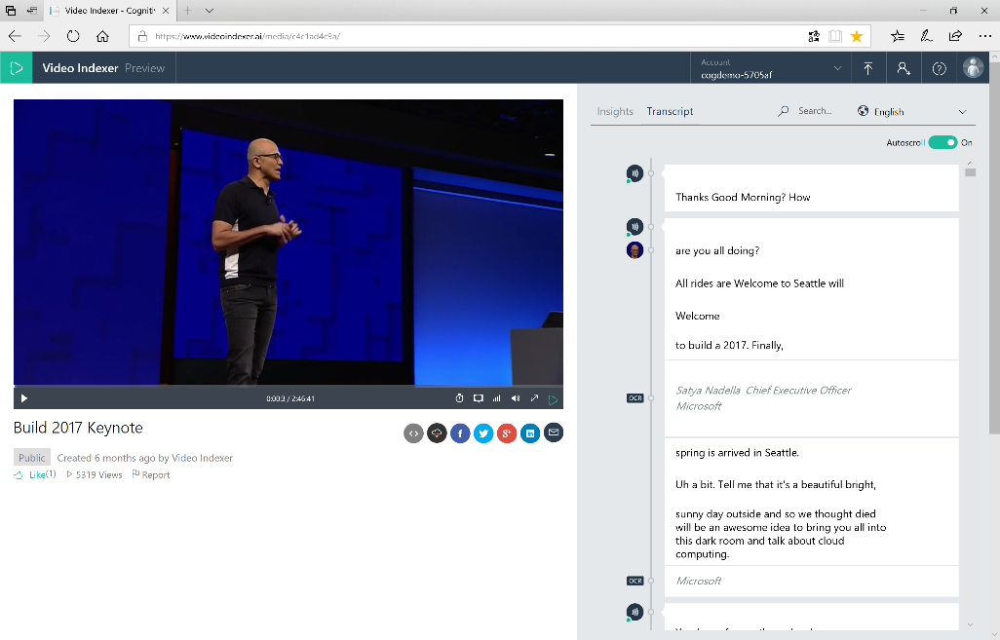 Video Indexer - Cogniti
https://www.videoindexer.ai/media/c4c1ad4c9a/
Video Indexer Preview
Account
cogdemo-5705af
Insights Transcript Search... English
Autoscroll On
Thanks Good Morning? How
are you all doing?
All rides are Welcome to Seattle will
Welcome
to build a 2017. Finally,
OCR
Satya Nadella Chief Executive Officer
Microsoft
spring is arrived in Seattle.
Uh a bit. Tell me that it's a beautiful bright,
sunny day outside and so we thought died
will be an awesome idea to bring you all into
this dark room and talk about cloud
computing.
OCR Microsoft
0:00:3 / 2:46:41
Build 2017 Keynote
Public Created 6 months ago by Video Indexer
Like(1) 5319 Views Report